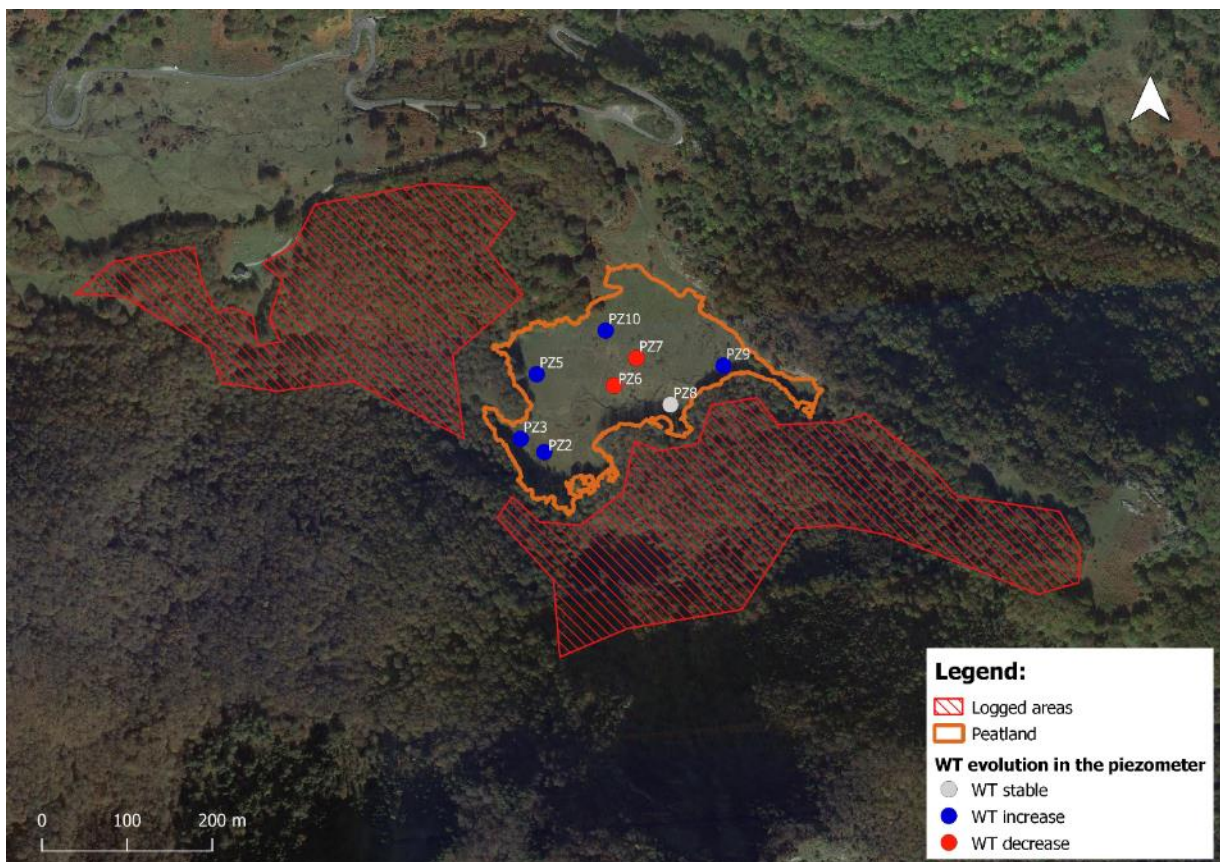 PZ10
PZ7
PZ9
PZ5
PZ6
PZ8
PZ3
PZ2
Legend:
Logged areas
Peatland
WT evolution in the piezometer
WT stable
WT increase
WT decrease
0 100 200 m